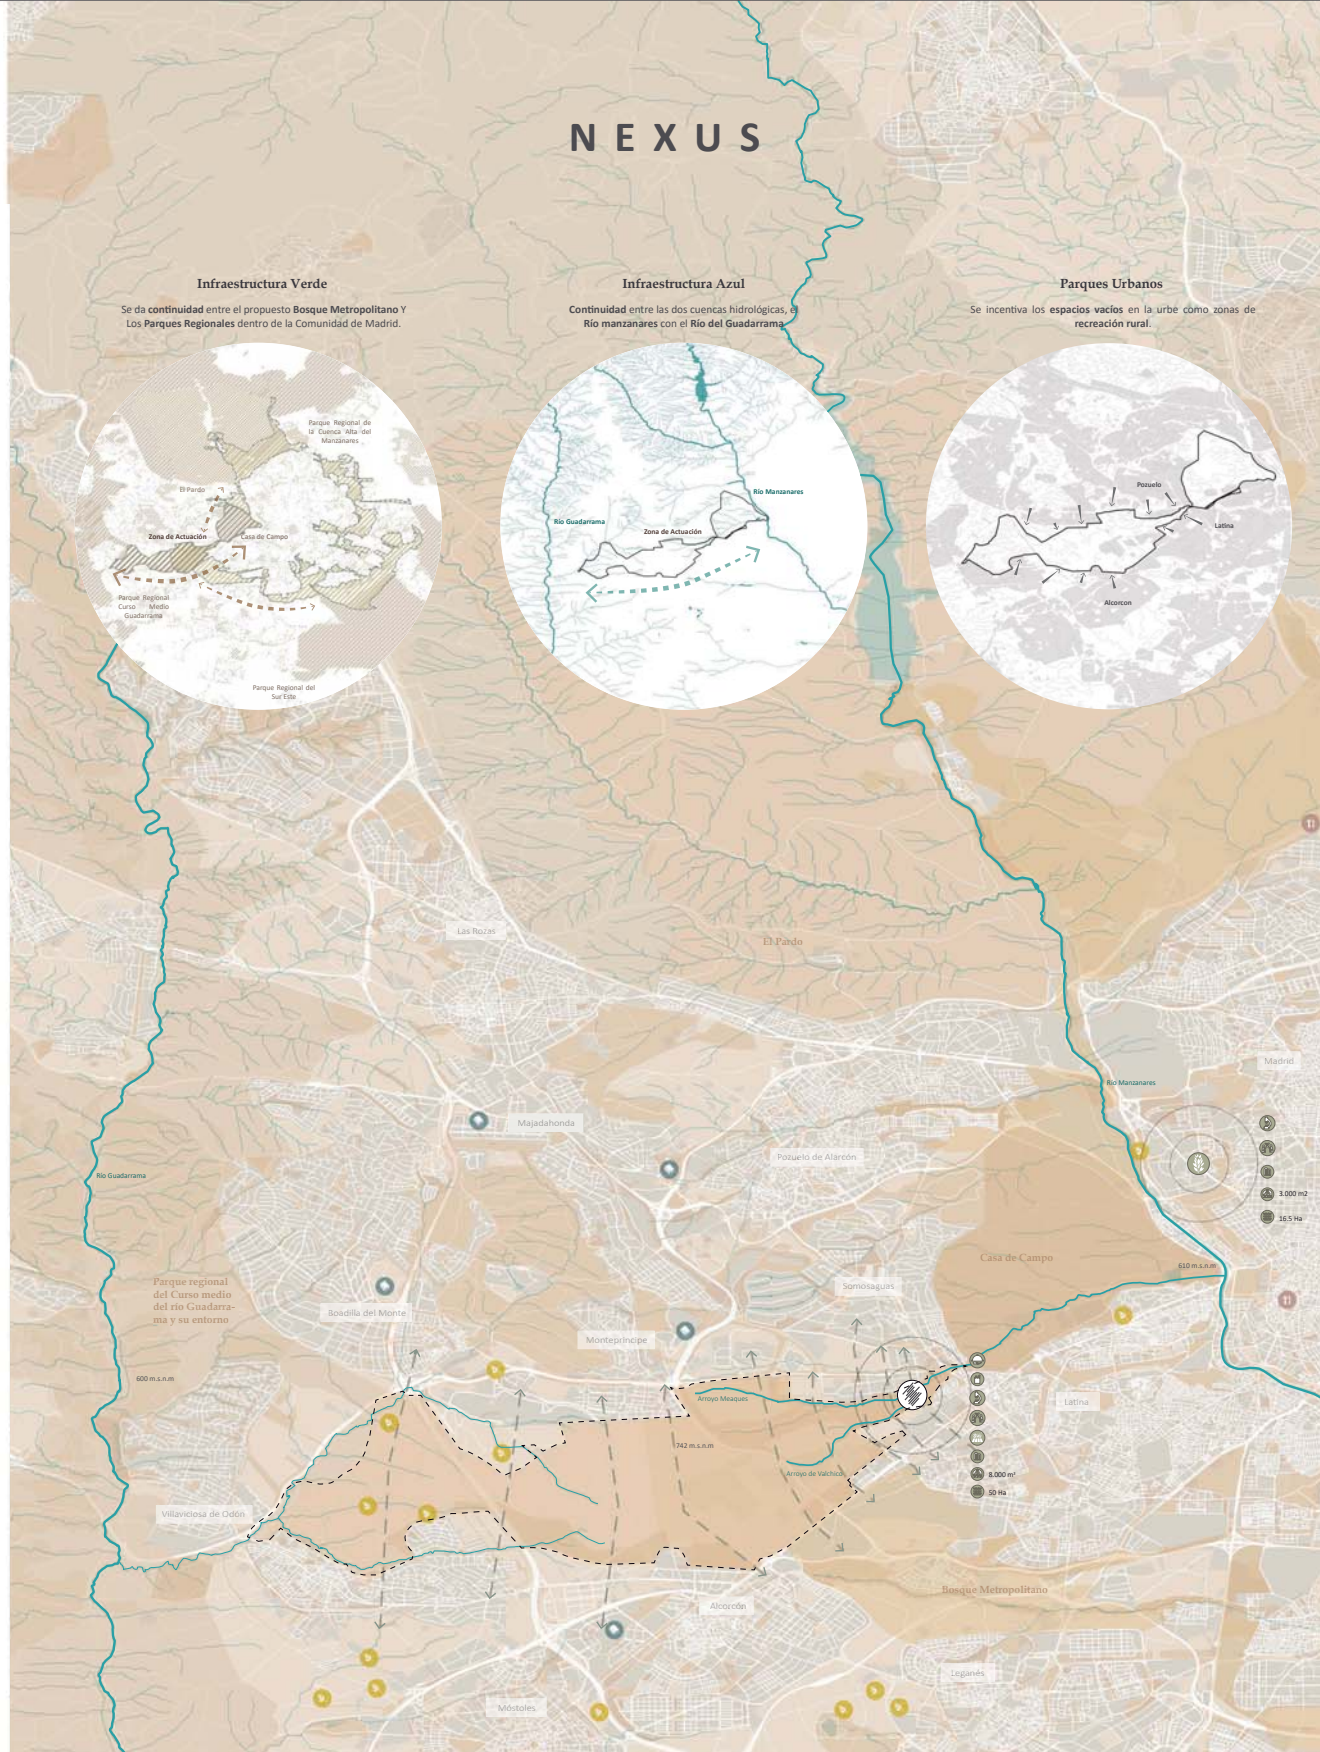 NEXUS
Infraestructura Verde
Se da continuidad entre el propuesto Bosque Metropolitano Y
Los Parques Regionales dentro de la Comunidad de Madrid.
Infraestructura Azul
Continuidad entre las dos cuencas hidrológicas, el
Río manzanares con el Río del Guadarrama.
Parques Urbanos
Se incentiva los espacios vacíos en la urbe como zonas de
recreación rural.
Parque Regional de
la Cuenca Alta del
Manzanares
El Pardo
Zona de Actuación
Casa de Campo
Parque Regional
Curso Medio
Guadarrama
Parque Regional del
Sur Este
Río Manzanares
Río Guadarrama
Zona de Actuación
Pozuelo
Latina
Alcorcon
Las Rozas
El Pardo
Madrid
Río Manzanares
Majadahonda
Pozuelo de Alarcón
Río Guadarrama
3.000 m2
16.5 Ha
Casa de Campo
610 m.s.n.m
Parque regional
del Curso medio
del río Guadarra-
ma y su entorno
Somosaguas
Boadilla del Monte
Montepríncipe
600 m.s.n.m
Arroyo Meaques
Latina
742 m.s.n.m
Arroyo de Valchico
8.000 m²
50 Ha
Villaviciosa de Odón
Bosque Metropolitano
Alcorcón
Leganés
Móstoles